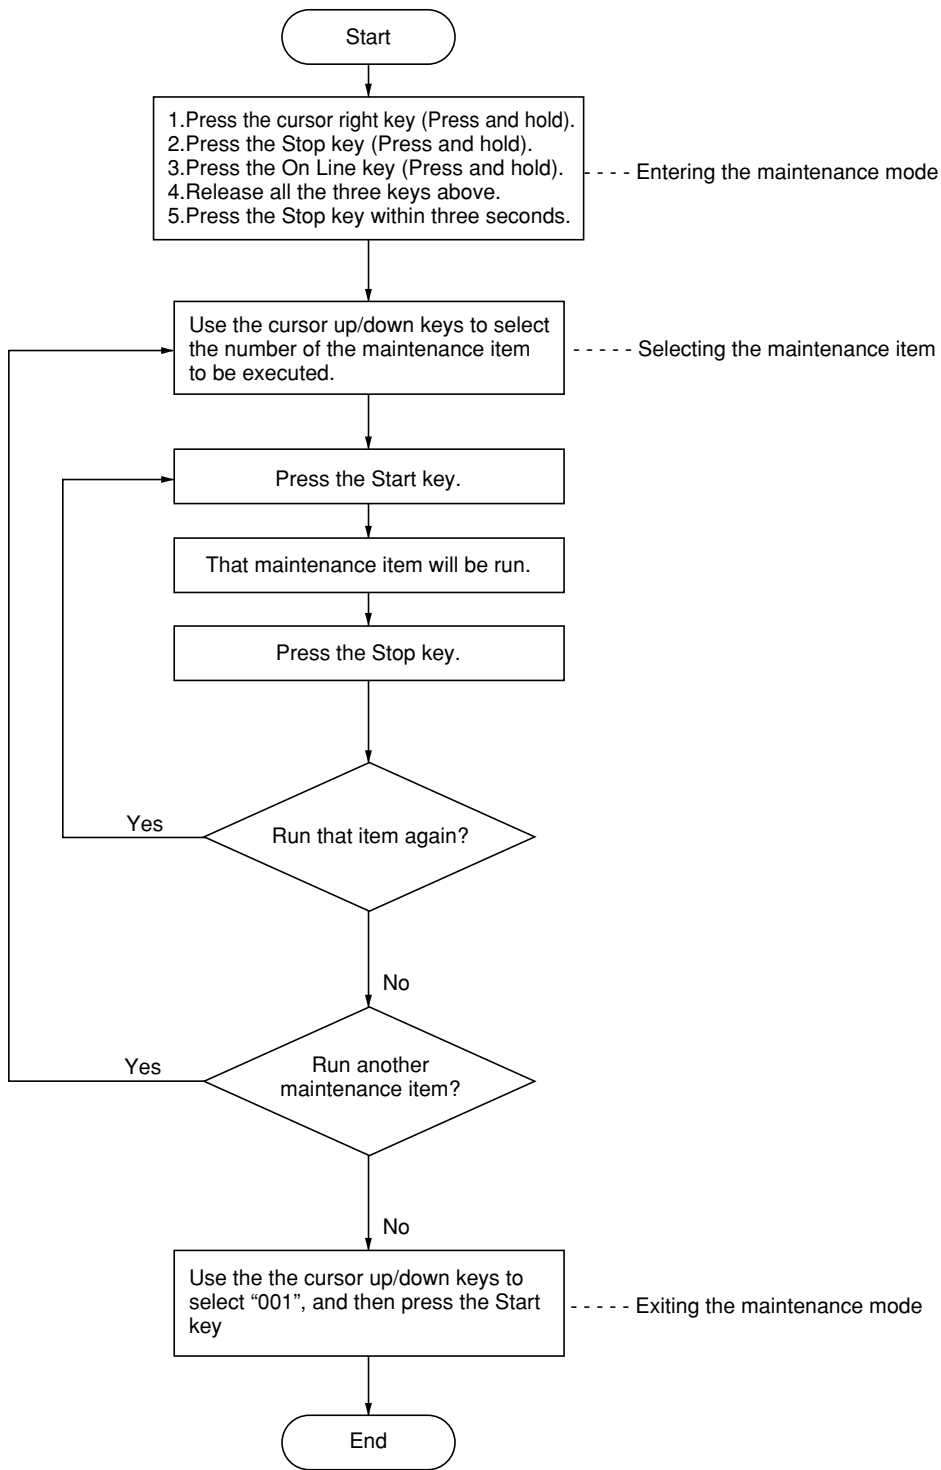 Start
1.Press the cursor right key (Press and hold).
2.Press the Stop key (Press and hold).
3.Press the On Line key (Press and hold).
4.Release all the three keys above.
5.Press the Stop key within three seconds.
Entering the maintenance mode
Use the cursor up/down keys to select
the number of the maintenance item
to be executed.
Selecting the maintenance item
Press the Start key.
That maintenance item will be run.
Press the Stop key.
Run that item again?
Yes
No
Run another
maintenance item?
Yes
No
Use the the cursor up/down keys to
select “001”, and then press the Start
key
Exiting the maintenance mode
End